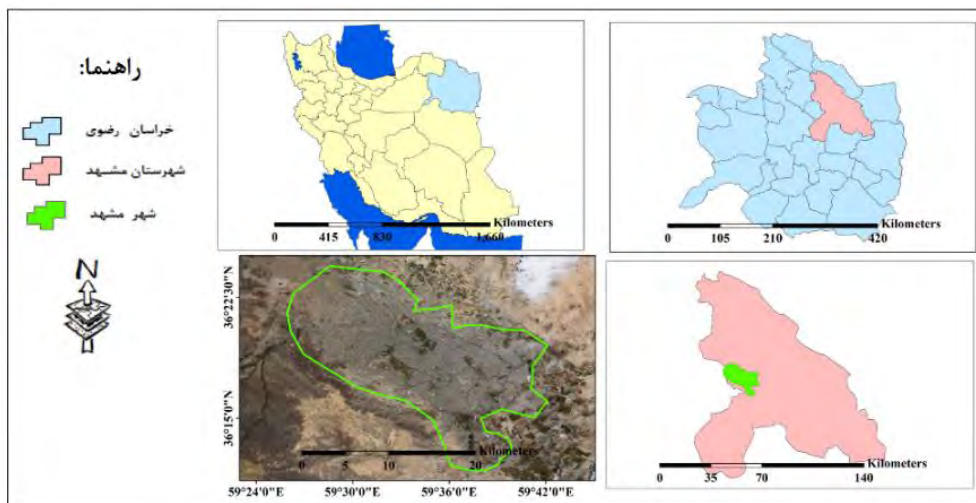 راهنما:
خراسان رضوی
شهرستان مشهد
شهر مشهد
N
Kilometers
0 415 830 1,660
Kilometers
0 105 210 420
36°22'30"N
36°15'0"N
Kilometers
0 5 10 20
59°24'0"E 59°30'0"E 59°36'0"E 59°42'0"E
Kilometers
0 35 70 140